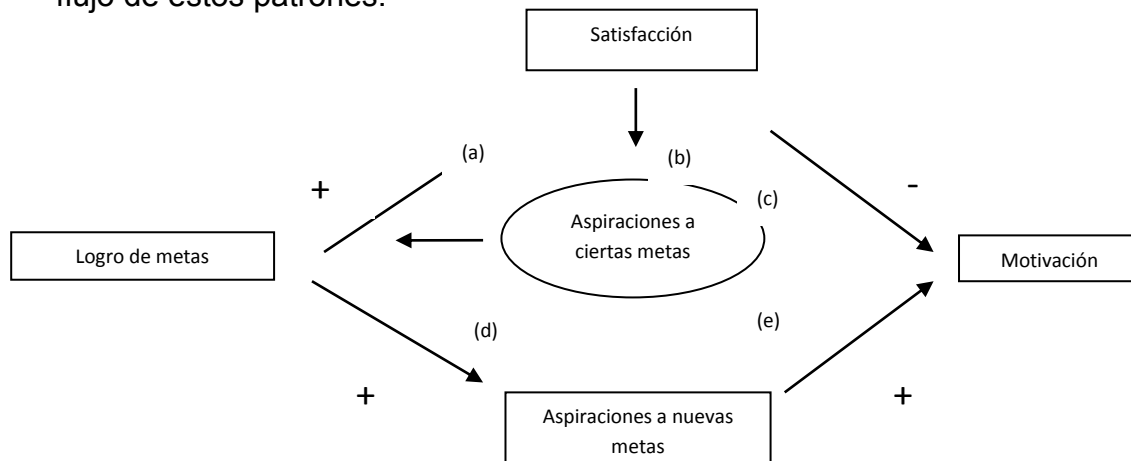 flujo de estos patrones.
Satisfacción
(a)
(b)
+
-
(c)
Aspiraciones a
ciertas metas
Logro de metas
Motivación
(d)
(e)
+
+
Aspiraciones a nuevas
metas